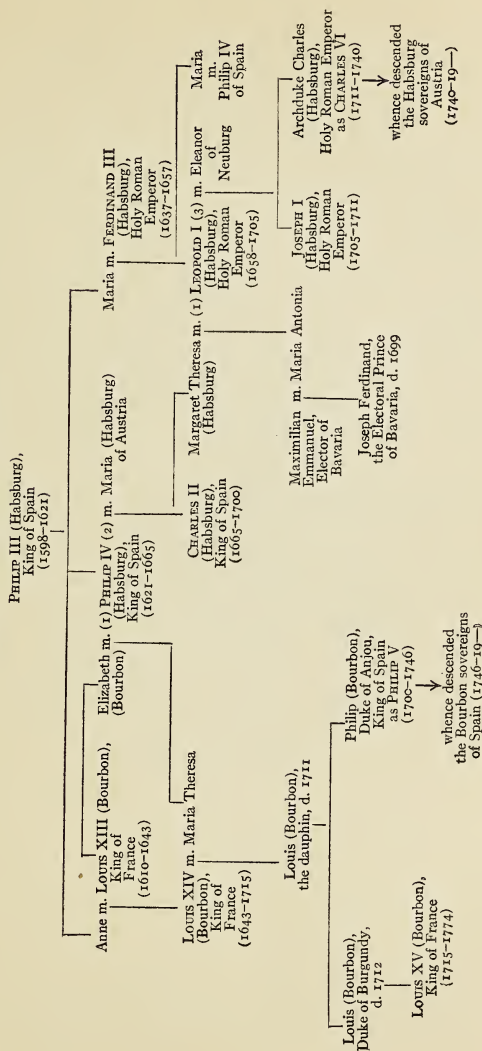 PHILIP III (Habsburg),
King of Spain
(1598–1621)
Anne m. LOUIS XIII (Bourbon),
King of
France
(1610–1643)
Elizabeth m. (1) PHILIP IV (2) m. Maria (Habsburg)
(Bourbon) (Habsburg), of Austria
King of Spain
(1621–1665)
Maria m. FERDINAND III
(Habsburg),
Holy Roman
Emperor
(1637–1657)
LOUIS XIV m. Maria Theresa
(Bourbon),
King of
France
(1643–1715)
CHARLES II
(Habsburg),
King of Spain
(1665–1700)
Margaret Theresa m. (1) LEOPOLD I (3) m. Eleanor
(Habsburg) (Habsburg), of
Holy Roman Neuburg
Emperor
(1658–1705)
Maria
m.
Philip IV
of Spain
Louis (Bourbon),
the dauphin, d. 1711
Maximilian m. Maria Antonia
Emmanuel,
Elector of
Bavaria
JOSEPH I
(Habsburg),
Holy Roman
Emperor
(1705–1711)
Archduke Charles
(Habsburg),
Holy Roman Emperor
as CHARLES VI
(1711–1740)
Louis (Bourbon),
Duke of Burgundy,
d. 1712
Philip (Bourbon),
Duke of Anjou,
King of Spain
as PHILIP V
(1700–1746)
Joseph Ferdinand,
the Electoral Prince
of Bavaria, d. 1699
whence descended
the Habsburg
sovereigns of
Austria
(1740–19—)
LOUIS XV (Bourbon),
King of France
(1715–1774)
whence descended
the Bourbon sovereigns
of Spain (1746–19—)